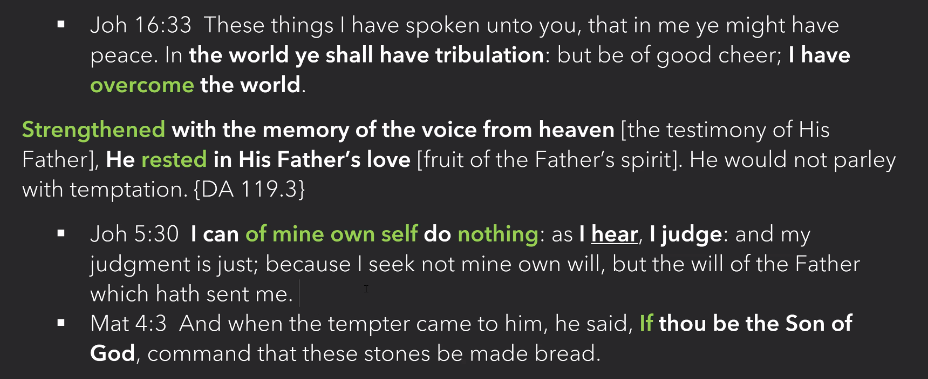 ▪ Joh 16:33  These things I have spoken unto you, that in me ye might have
peace. In the world ye shall have tribulation: but be of good cheer; I have
overcome the world.
Strengthened with the memory of the voice from heaven [the testimony of His
Father], He rested in His Father's love [fruit of the Father's spirit]. He would not parley
with temptation. {DA 119.3}
▪ Joh 5:30  I can of mine own self do nothing: as I hear, I judge: and my
judgment is just; because I seek not mine own will, but the will of the Father
which hath sent me.
▪ Mat 4:3  And when the tempter came to him, he said, If thou be the Son of
God, command that these stones be made bread.